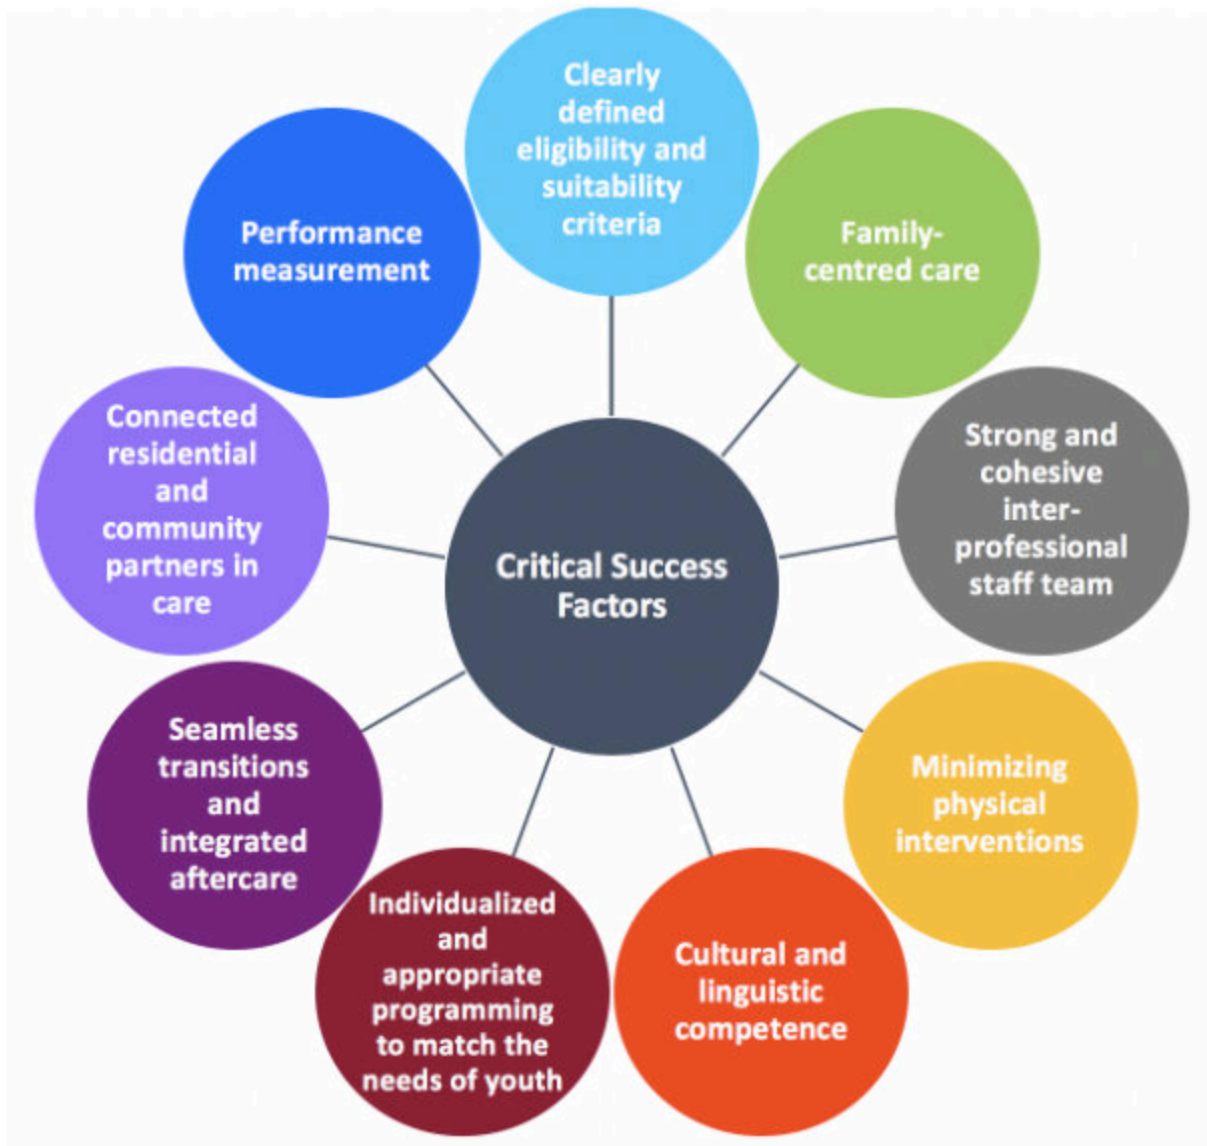 Clearly
defined
eligibility and
suitability
criteria
Family-
centred care
Strong and
cohesive
inter-
professional
staff team
Minimizing
physical
interventions
Cultural and
linguistic
competence
Individualized
and
appropriate
programming
to match the
needs of youth
Seamless
transitions
and
integrated
aftercare
Connected
residential
and
community
partners in
care
Performance
measurement
Critical Success
Factors